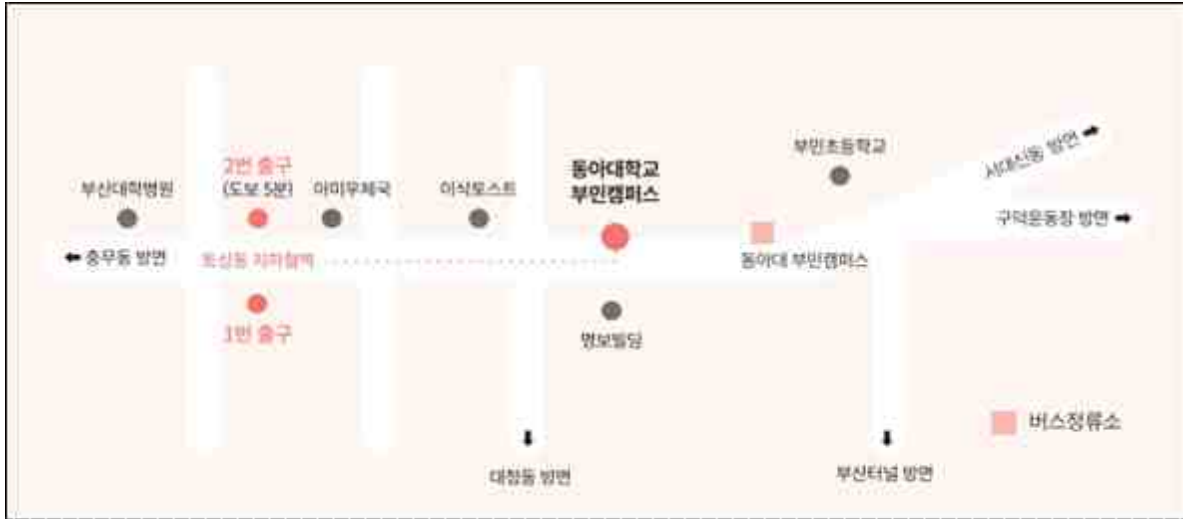 부민초등학교
서대신동 방면 ➡
2번 출구
(도보 5분)
동아대학교
부민캠퍼스
부산대학병원
아미우체국
이삭토스트
구덕운동장 방면 ➡
⬅ 충무동 방면
토성동 지하철역
동아대 부민캠퍼스
1번 출구
명보빌딩
버스정류소
⬇
⬇
대청동 방면
부산터널 방면